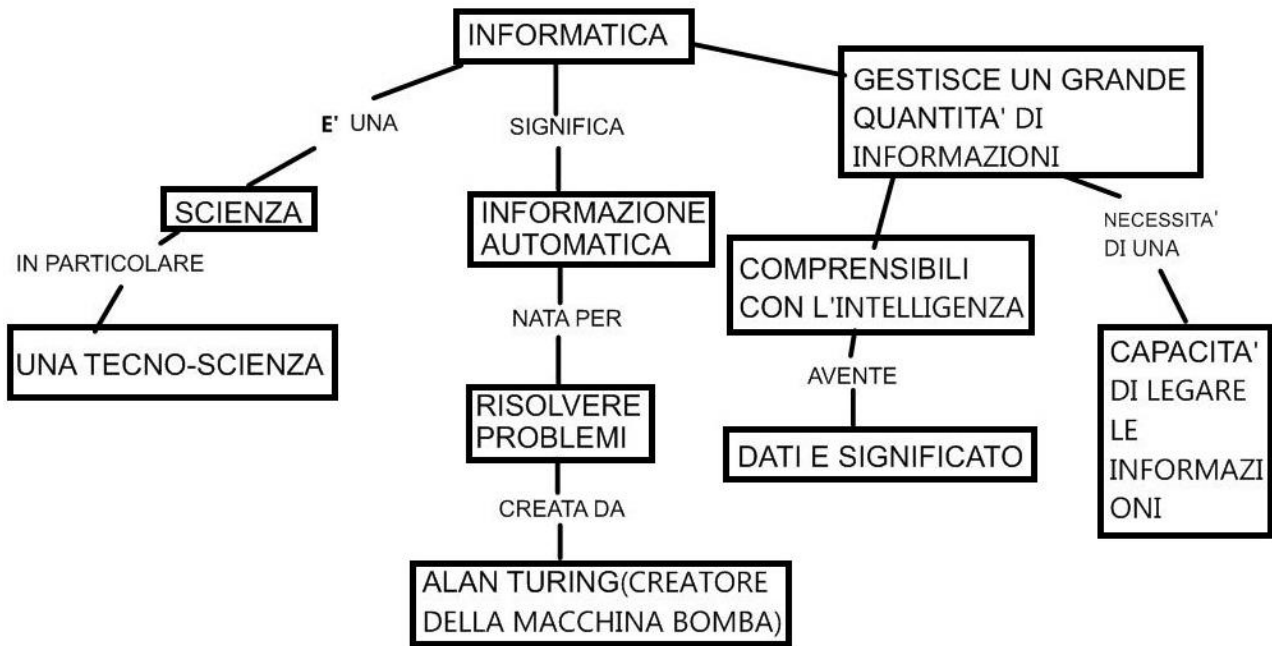 INFORMATICA
E' UNA
SIGNIFICA
GESTISCE UN GRANDE
QUANTITA' DI
INFORMAZIONI
SCIENZA
IN PARTICOLARE
UNA TECNO-SCIENZA
INFORMAZIONE
AUTOMATICA
NATA PER
RISOLVERE
PROBLEMI
CREATA DA
ALAN TURING(CREATORE
DELLA MACCHINA BOMBA)
COMPRENSIBILI
CON L'INTELLIGENZA
AVENTE
DATI E SIGNIFICATO
NECESSITA'
DI UNA
CAPACITA'
DI LEGARE
LE
INFORMAZI
ONI